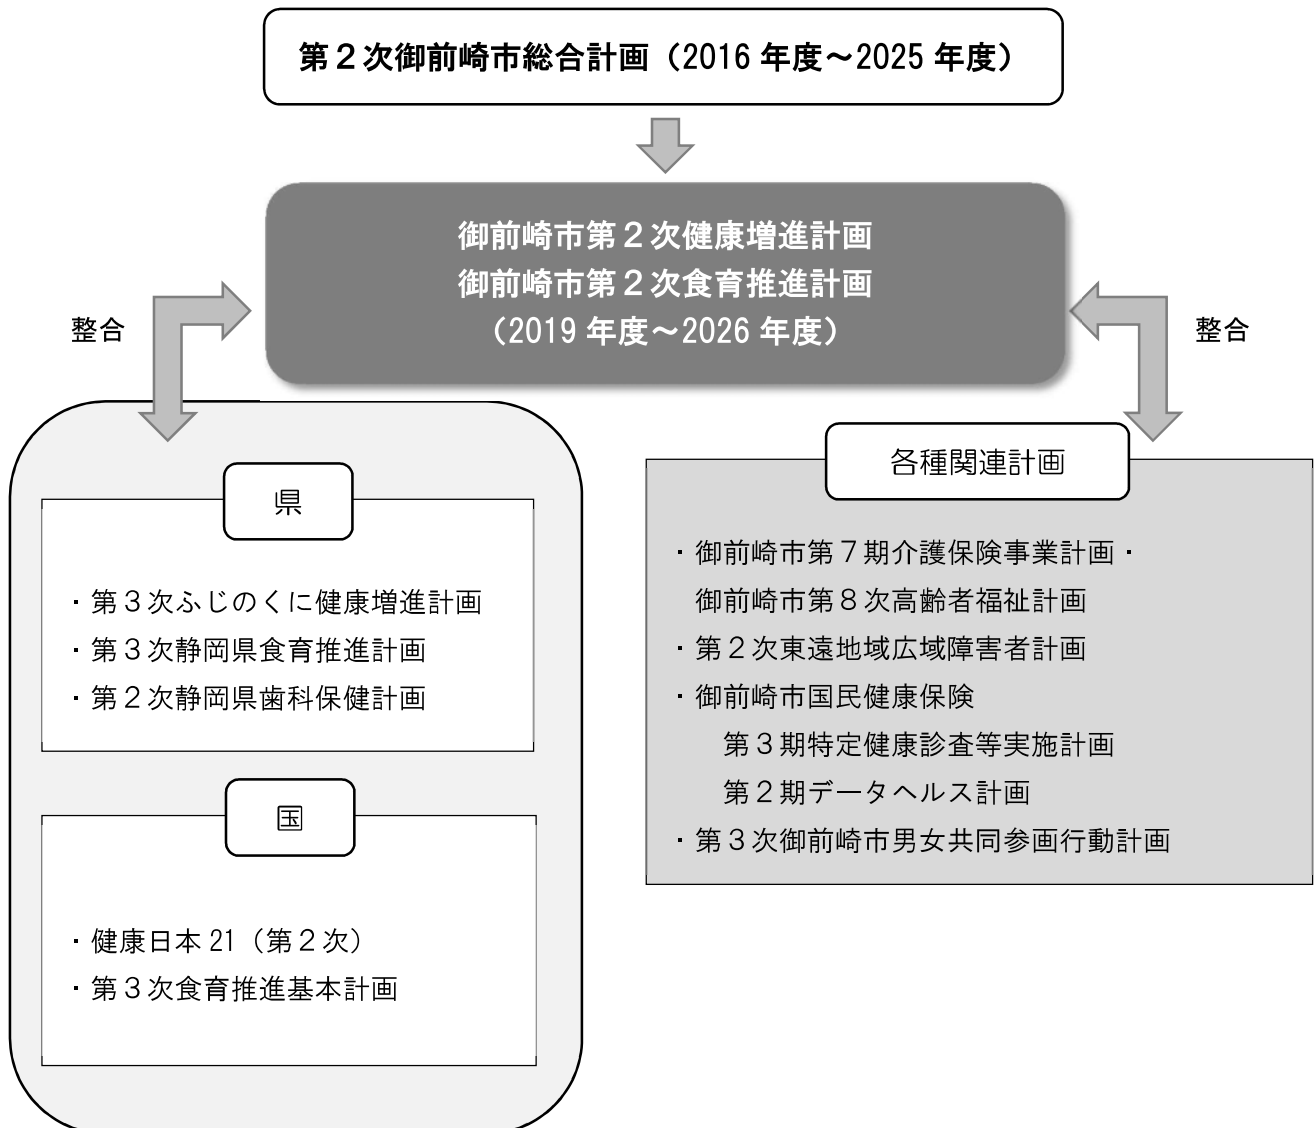 第２次御前崎市総合計画（2016 年度～2025 年度）
御前崎市第２次健康増進計画
御前崎市第２次食育推進計画
（2019 年度～2026 年度）
整合
整合
県
・第３次ふじのくに健康増進計画
・第３次静岡県食育推進計画
・第２次静岡県歯科保健計画
国
・健康日本 21（第２次）
・第３次食育推進基本計画
各種関連計画
・御前崎市第７期介護保険事業計画・
御前崎市第８次高齢者福祉計画
・第２次東遠地域広域障害者計画
・御前崎市国民健康保険
第３期特定健康診査等実施計画
第２期データヘルス計画
・第３次御前崎市男女共同参画行動計画